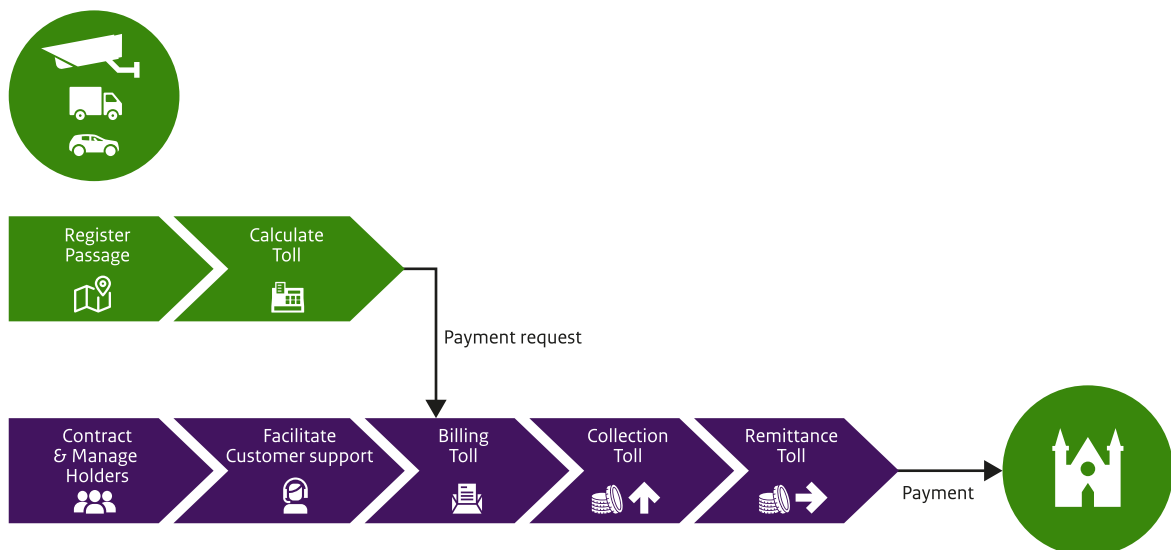 Register
Passage
Calculate
Toll
Payment request
Contract
& Manage
Holders
Facilitate
Customer support
Billing
Toll
Collection
Toll
Remittance
Toll
Payment